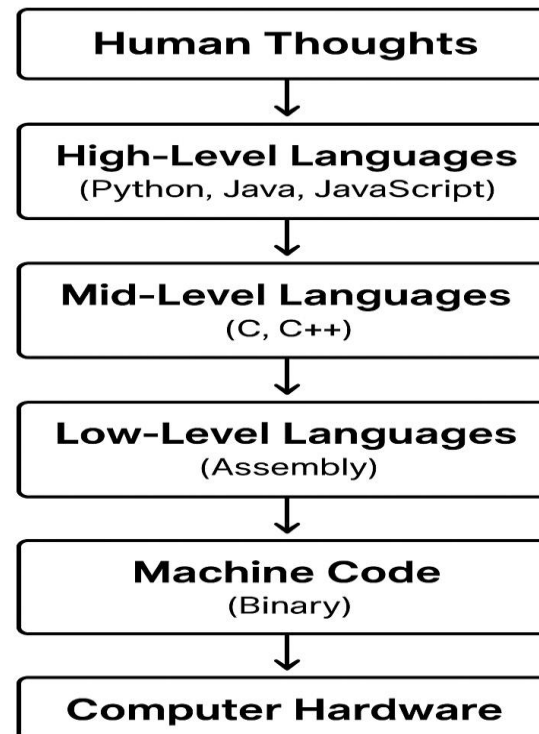 Human Thoughts
High-Level Languages
(Python, Java, JavaScript)
Mid-Level Languages
(C, C++)
Low-Level Languages
(Assembly)
Machine Code
(Binary)
Computer Hardware